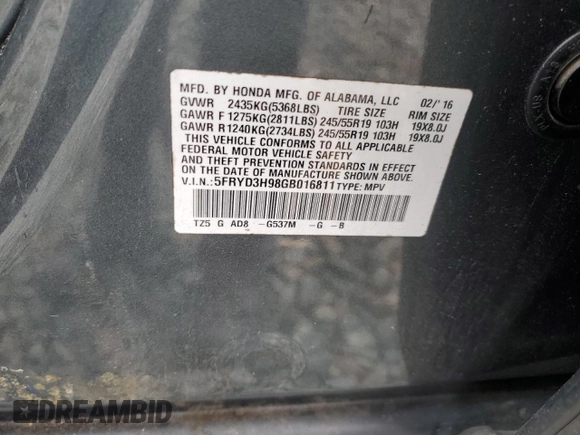 MFD. BY HONDA MFG. OF ALABAMA, LLC 02/'16
GVWR 2435KG(5368LBS) TIRE SIZE RIM SIZE
GAWR F 1275KG(2811LBS) 245/55R19 103H 19X8.0J
GAWR R1240KG(2734LBS) 245/55R19 103H 19X8.0J
THIS VEHICLE CONFORMS TO ALL APPLICABLE
FEDERAL MOTOR VEHICLE SAFETY
AND THEFT PREVENTION STANDARDS IN EFFECT
ON THE DATE OF MANUFACTURE SHOWN ABOVE.
V.I.N.: 5FRYD3H98GB016811 TYPE: MPV
TZ5 G AD8 -G537M -G -B
DREAMBID